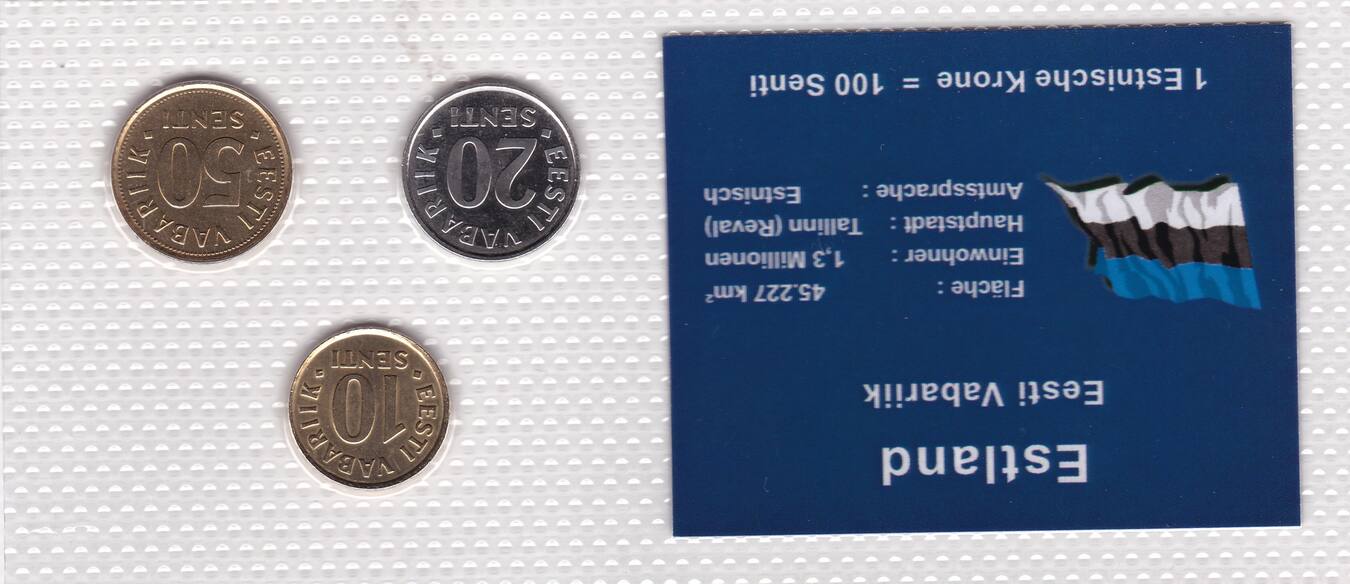 Estland
Eesti Vabariik
Fläche : 45.227 km²
Einwohner : 1,3 Millionen
Hauptstadt : Tallinn (Reval)
Amtssprache : Estnisch
1 Estnische Krone = 100 Senti
EESTI VABARIIK
10
SENTI
EESTI VABARIIK
20
SENTI
EESTI VABARIIK
50
SENTI